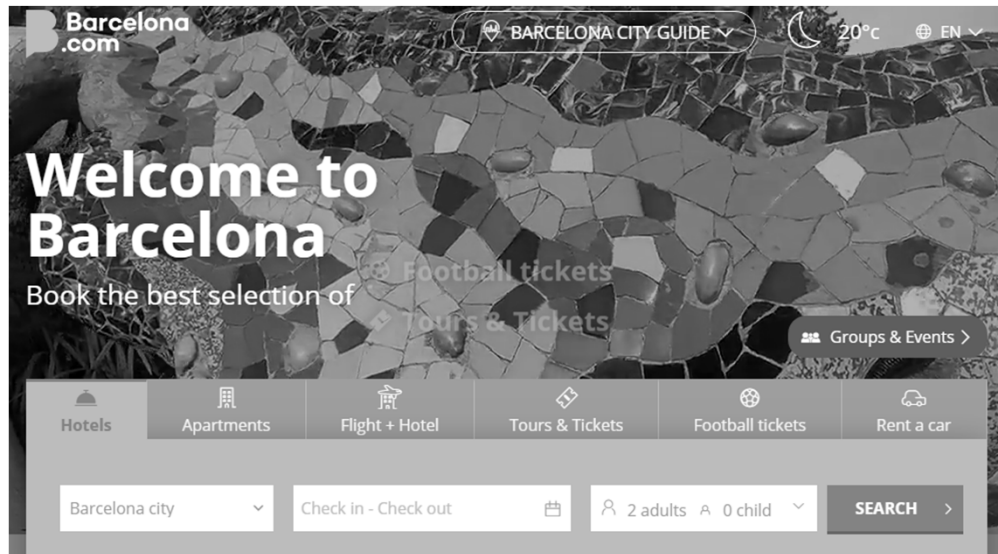 Barcelona
.com
BARCELONA CITY GUIDE
20°c
EN
Welcome to
Barcelona
Football tickets
Book the best selection of
Tours & Tickets
Groups & Events
Hotels
Apartments
Flight + Hotel
Tours & Tickets
Football tickets
Rent a car
Barcelona city
Check in - Check out
2 adults
0 child
SEARCH